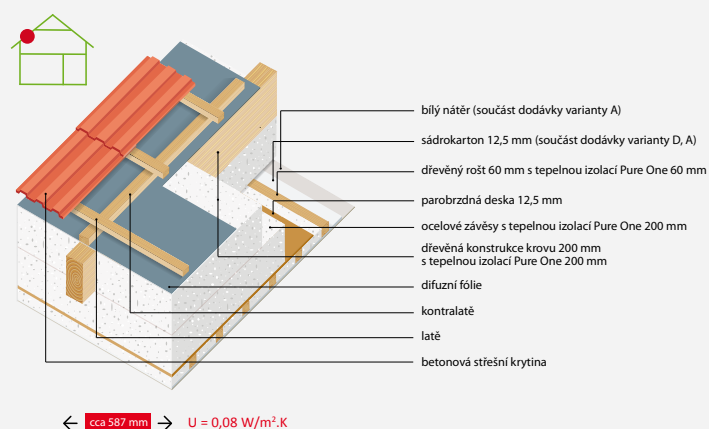 bílý nátěr (součást dodávky varianty A)
sádrokarton 12,5 mm (součást dodávky varianty D, A)
dřevěný rošt 60 mm s tepelnou izolací Pure One 60 mm
parobrzdná deska 12,5 mm
ocelové závěsy s tepelnou izolací Pure One 200 mm
dřevěná konstrukce krovu 200 mm
s tepelnou izolací Pure One 200 mm
difuzní fólie
kontralatě
latě
betonová střešní krytina
cca 587 mm U = 0,08 W/m².K